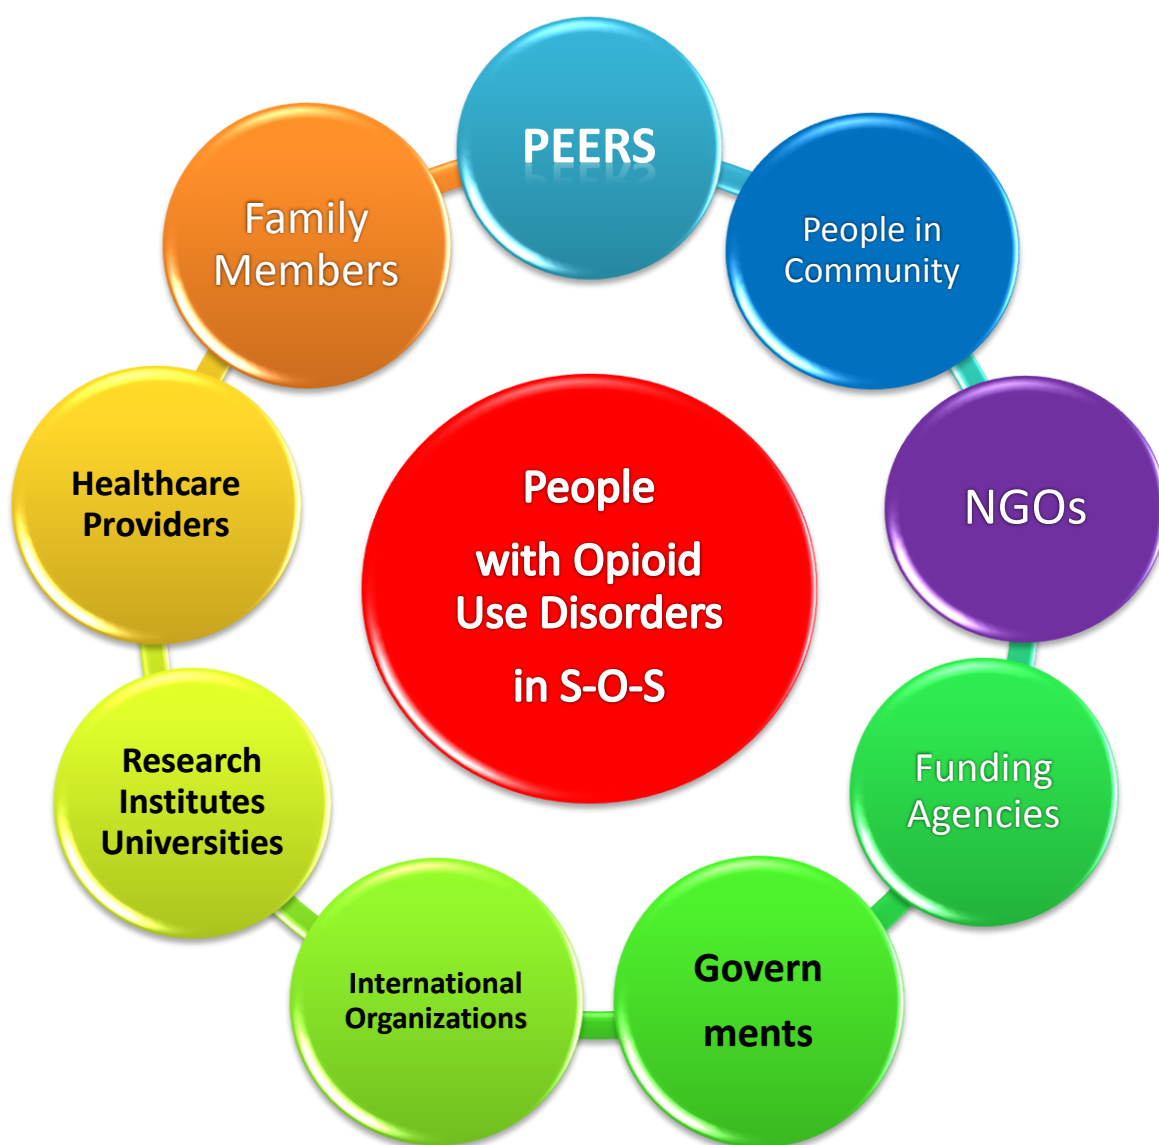 PEERS
People in
Community
NGOs
Funding
Agencies
Govern
ments
International
Organizations
Research
Institutes
Universities
Healthcare
Providers
Family
Members
People
with Opioid
Use Disorders
in S-O-S